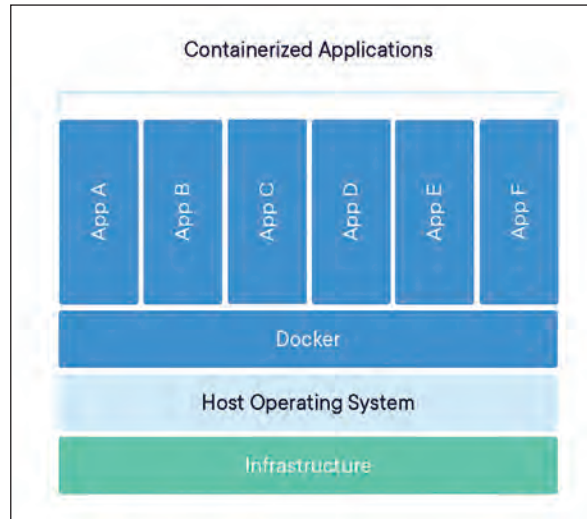 Containerized Applications
App A
App B
App C
App D
App E
App F
Docker
Host Operating System
Infrastructure